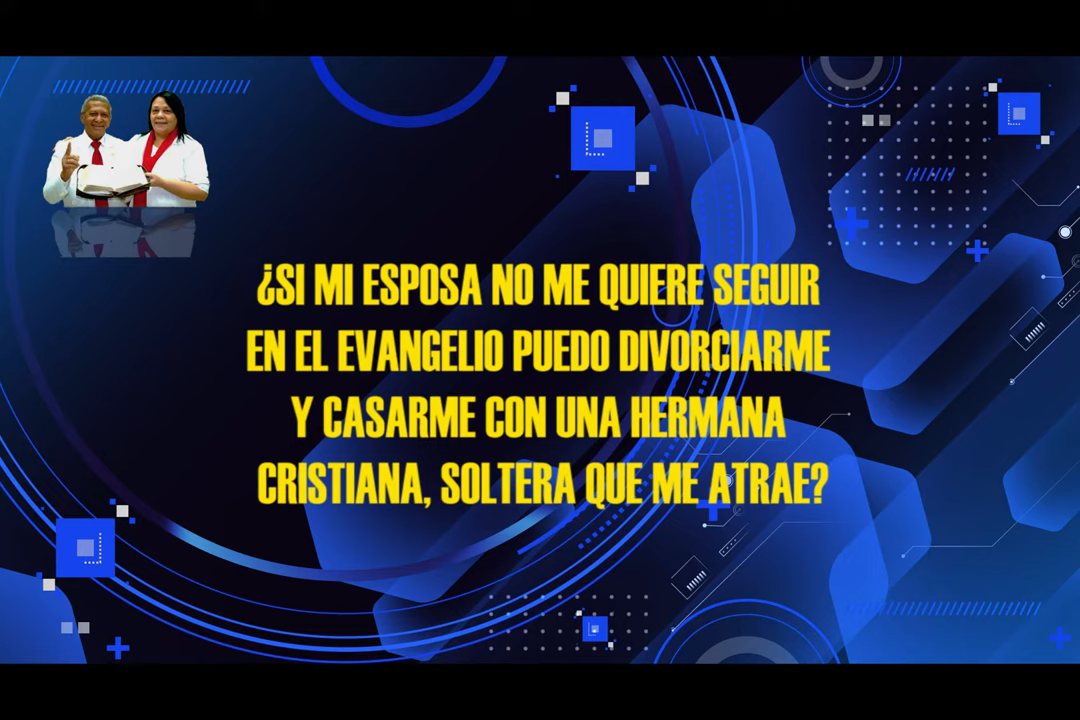 ¿SI MI ESPOSA NO ME QUIERE SEGUIR
EN EL EVANGELIO PUEDO DIVORCIARME
Y CASARME CON UNA HERMANA
CRISTIANA, SOLTERA QUE ME ATRAE?